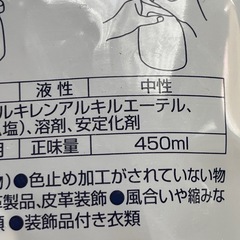 液 性 中性
ルキレンアルキルエーテル、
塩)、溶剤、安定化剤
用 正味量 450ml
物) ●色止め加工がされていない物
製品、皮革装飾 ●風合いや縮みな
類 ●装飾品付き衣類